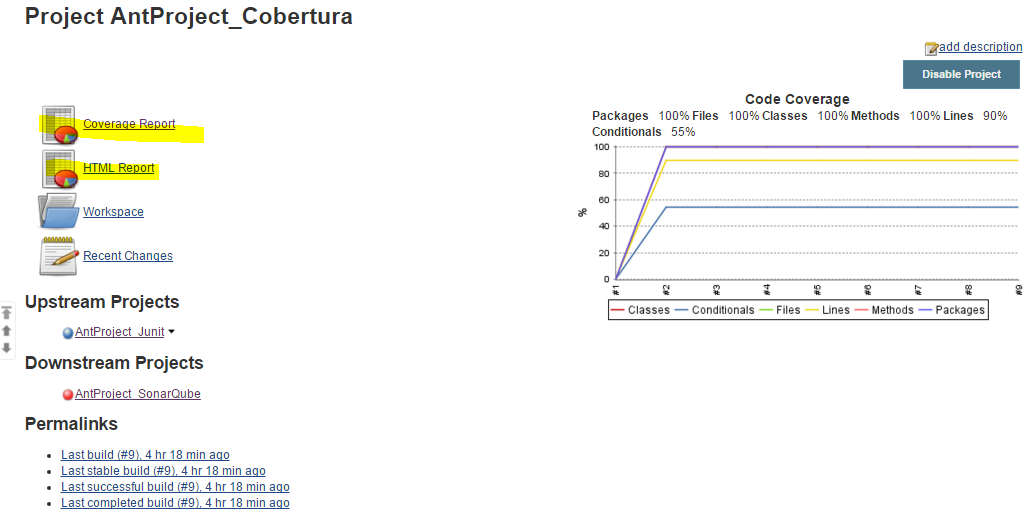 Project AntProject_Cobertura
add description
Disable Project
Coverage Report
HTML Report
Workspace
Recent Changes
Upstream Projects
AntProject_Junit
Downstream Projects
AntProject_SonarQube
Permalinks
Last build (#9), 4 hr 18 min ago
Last stable build (#9), 4 hr 18 min ago
Last successful build (#9), 4 hr 18 min ago
Last completed build (#9), 4 hr 18 min ago
Code Coverage
Packages 100% Files 100% Classes 100% Methods 100% Lines 90%
Conditionals 55%
%
100
80
60
40
20
0
#1 #2 #3 #4 #5 #6 #7 #8 #9
Classes Conditionals Files Lines Methods Packages